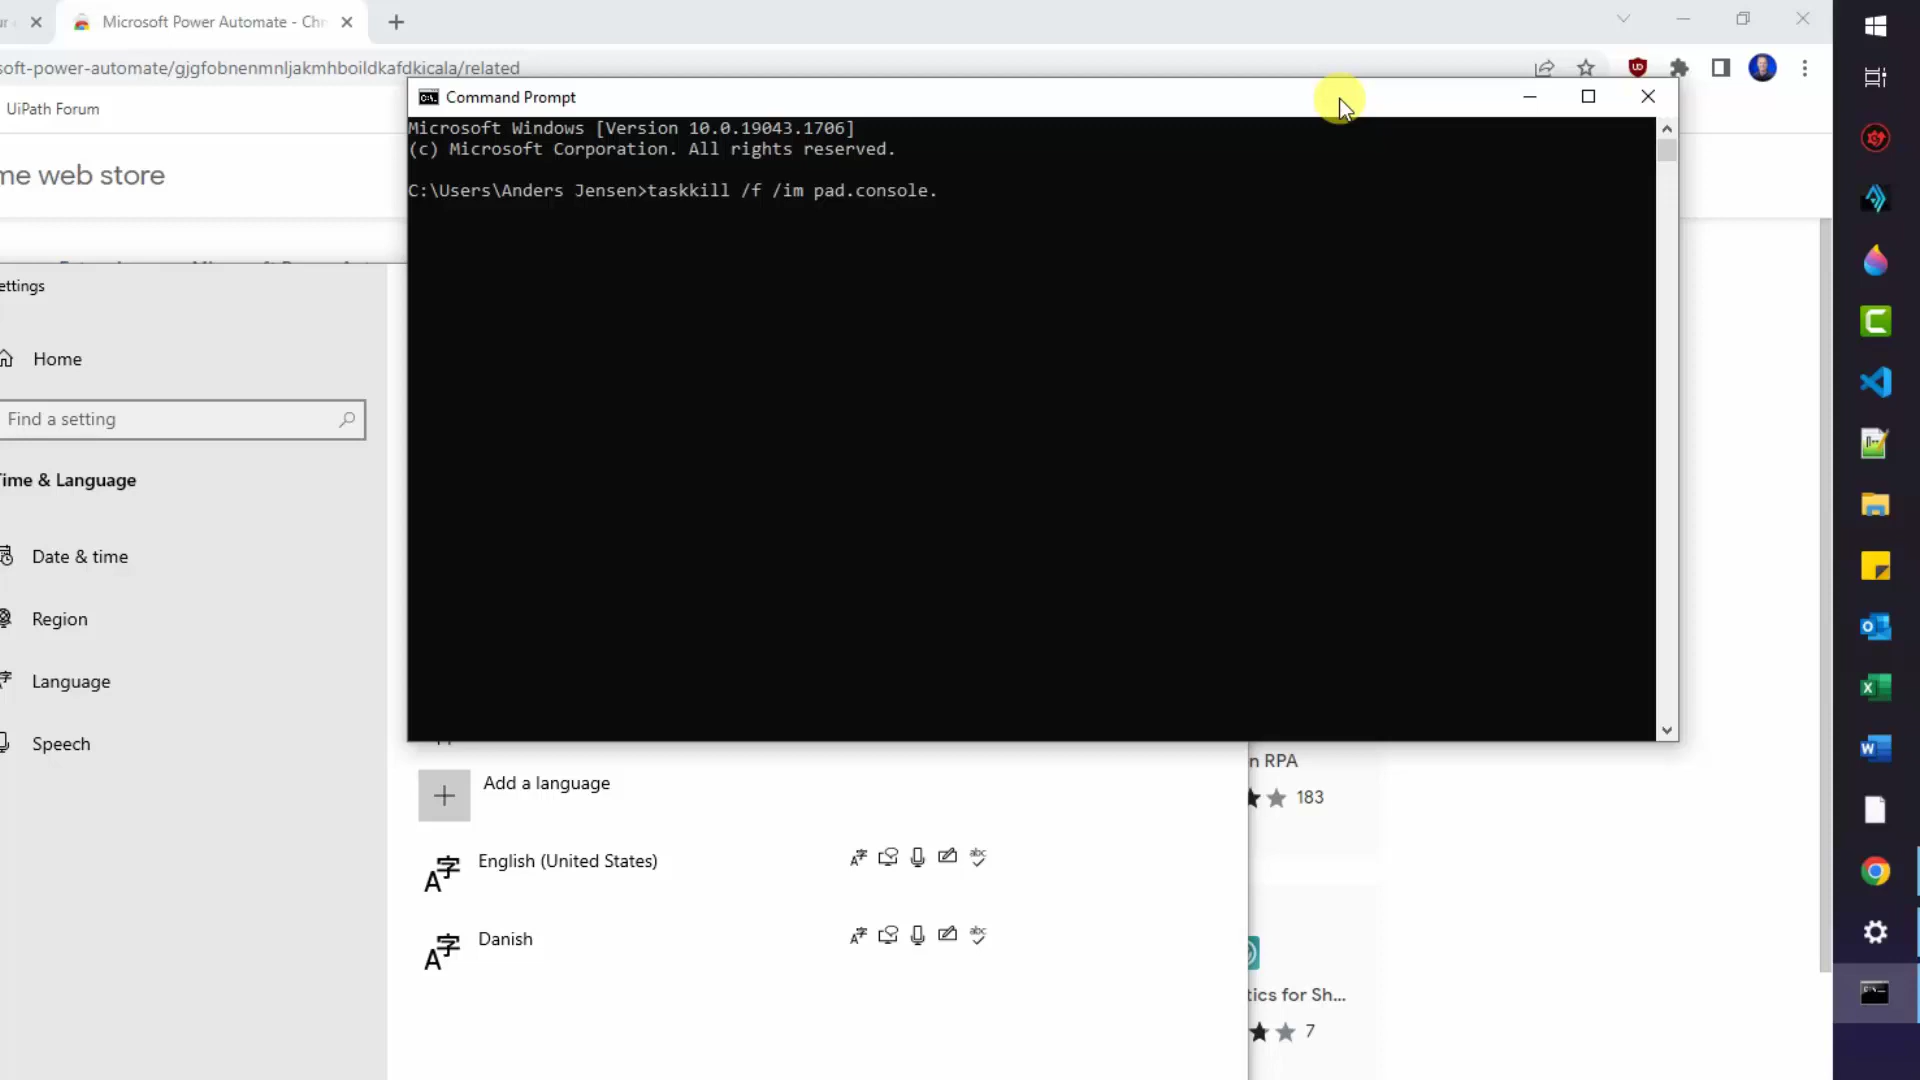 Microsoft Power Automate - Chr
soft-power-automate/gjgfobnenmnljakmhboildkafdkicala/related
UiPath Forum
me web store
Command Prompt
Microsoft Windows [Version 10.0.19043.1706]
(c) Microsoft Corporation. All rights reserved.
C:\Users\Anders Jensen>taskkill /f /im pad.console.
ettings
Home
Find a setting
Time & Language
Date & time
Region
Language
Speech
Add a language
English (United States)
Danish
n RPA
183
tics for Sh...
7